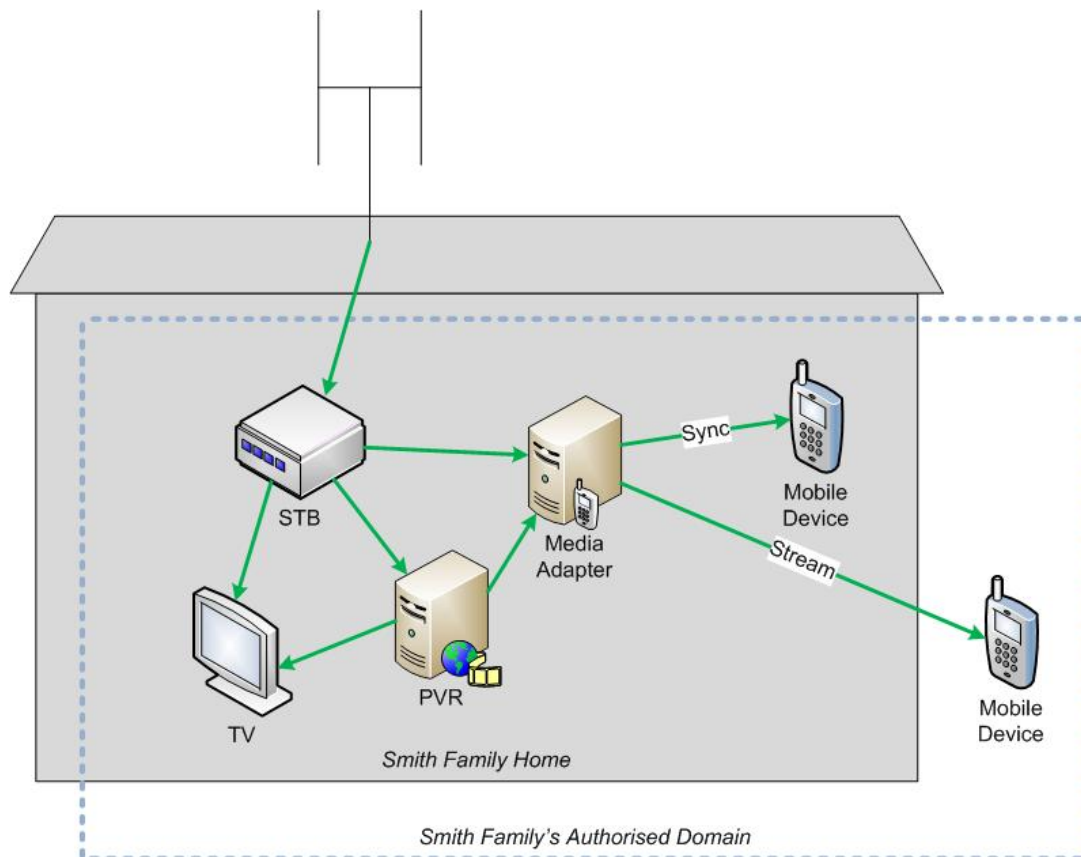 Sync
STB
Mobile
Device
Media
Adapter
Stream
PVR
TV
Mobile
Device
Smith Family Home
Smith Family's Authorised Domain